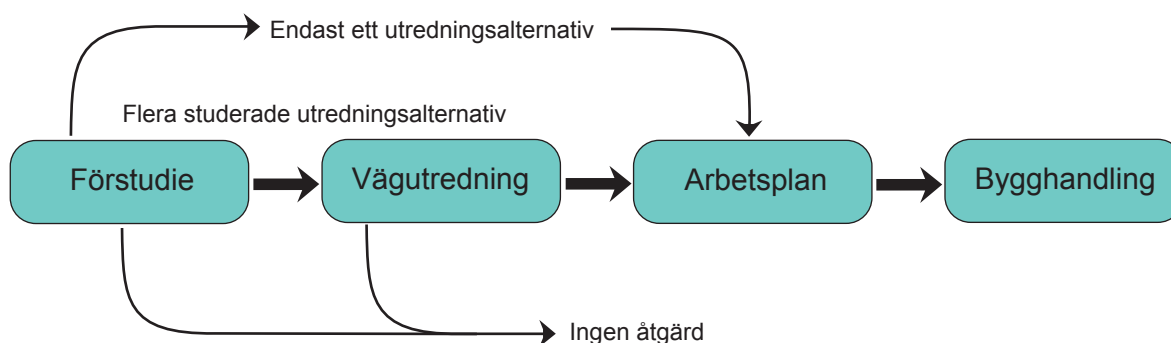 Endast ett utredningsalternativ
Flera studerade utredningsalternativ
Förstudie
Vägutredning
Arbetsplan
Bygghandling
Ingen åtgärd